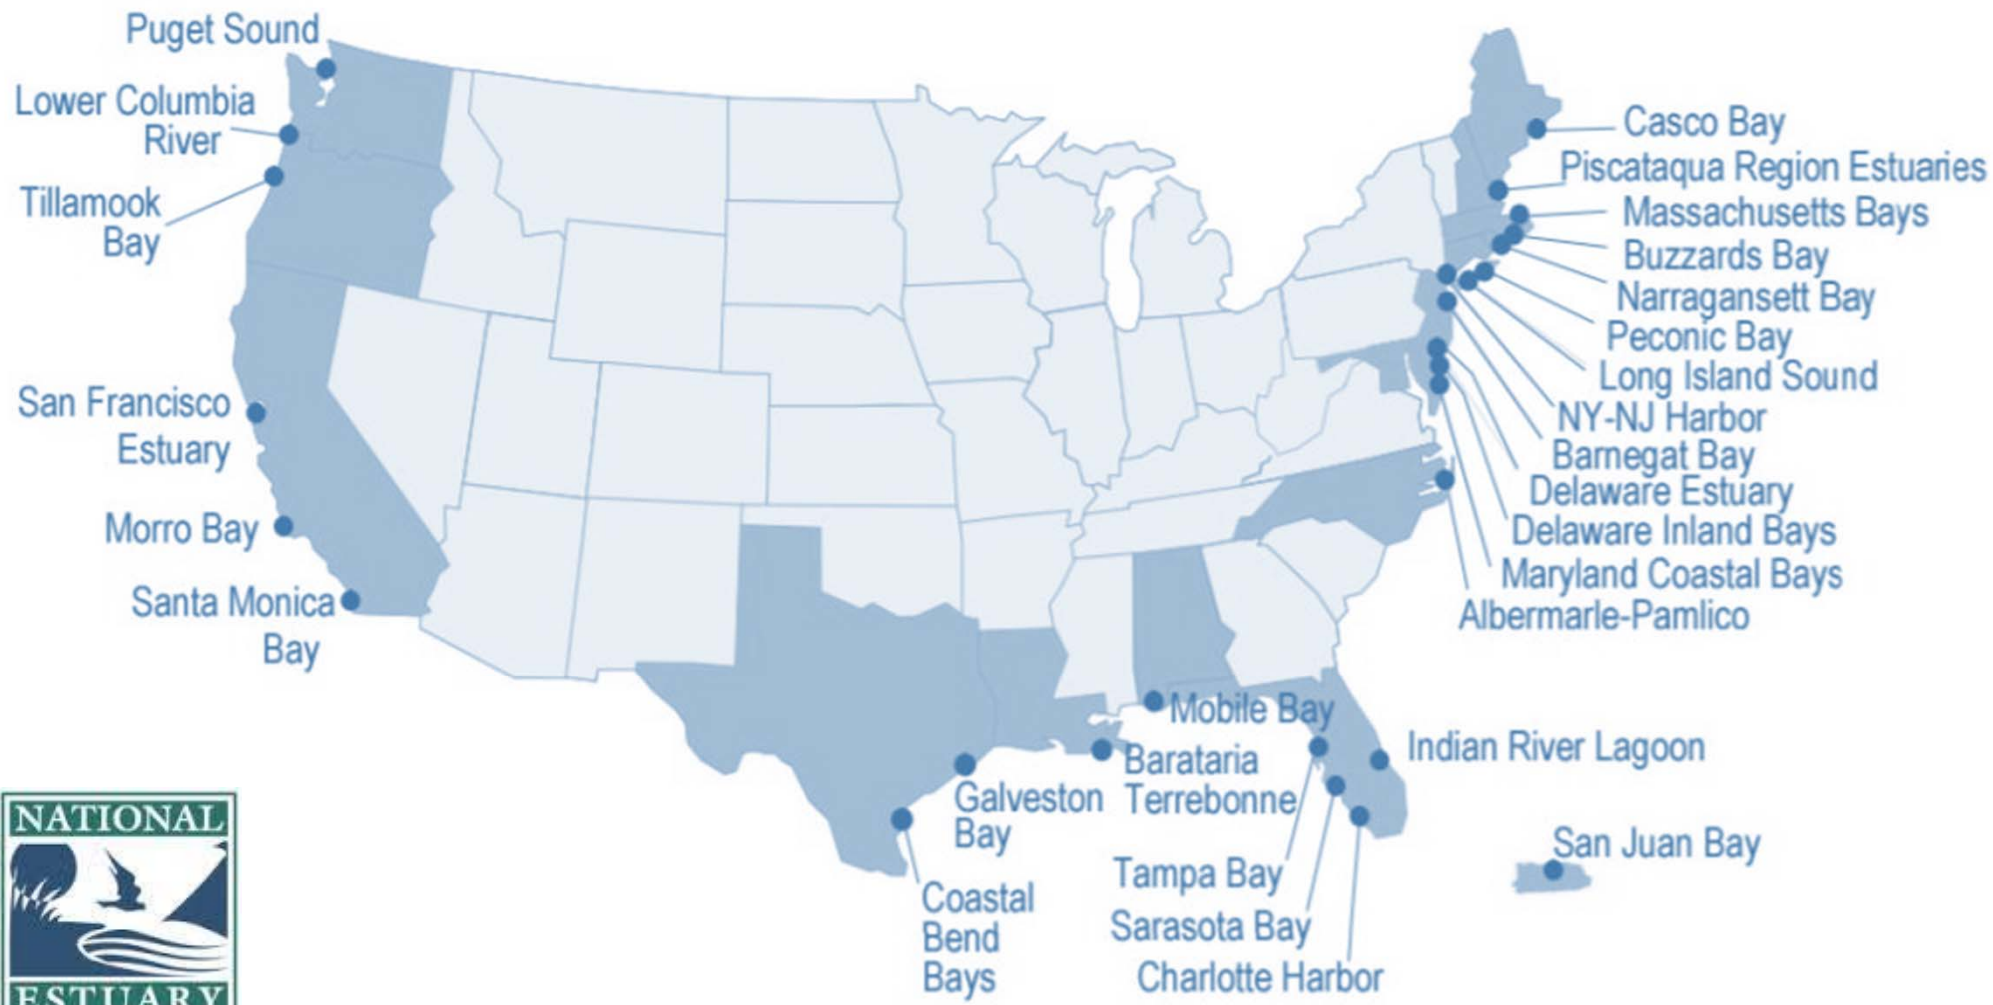 Puget Sound
Lower Columbia
River
Tillamook
Bay
San Francisco
Estuary
Morro Bay
Santa Monica
Bay
Casco Bay
Piscataqua Region Estuaries
Massachusetts Bays
Buzzards Bay
Narragansett Bay
Peconic Bay
Long Island Sound
NY-NJ Harbor
Barnegat Bay
Delaware Estuary
Delaware Inland Bays
Maryland Coastal Bays
Albermarle-Pamlico
Mobile Bay
Barataria
Terrebonne
Galveston
Bay
Coastal
Bend
Bays
Tampa Bay
Sarasota Bay
Charlotte Harbor
Indian River Lagoon
San Juan Bay
NATIONAL
ESTUARY